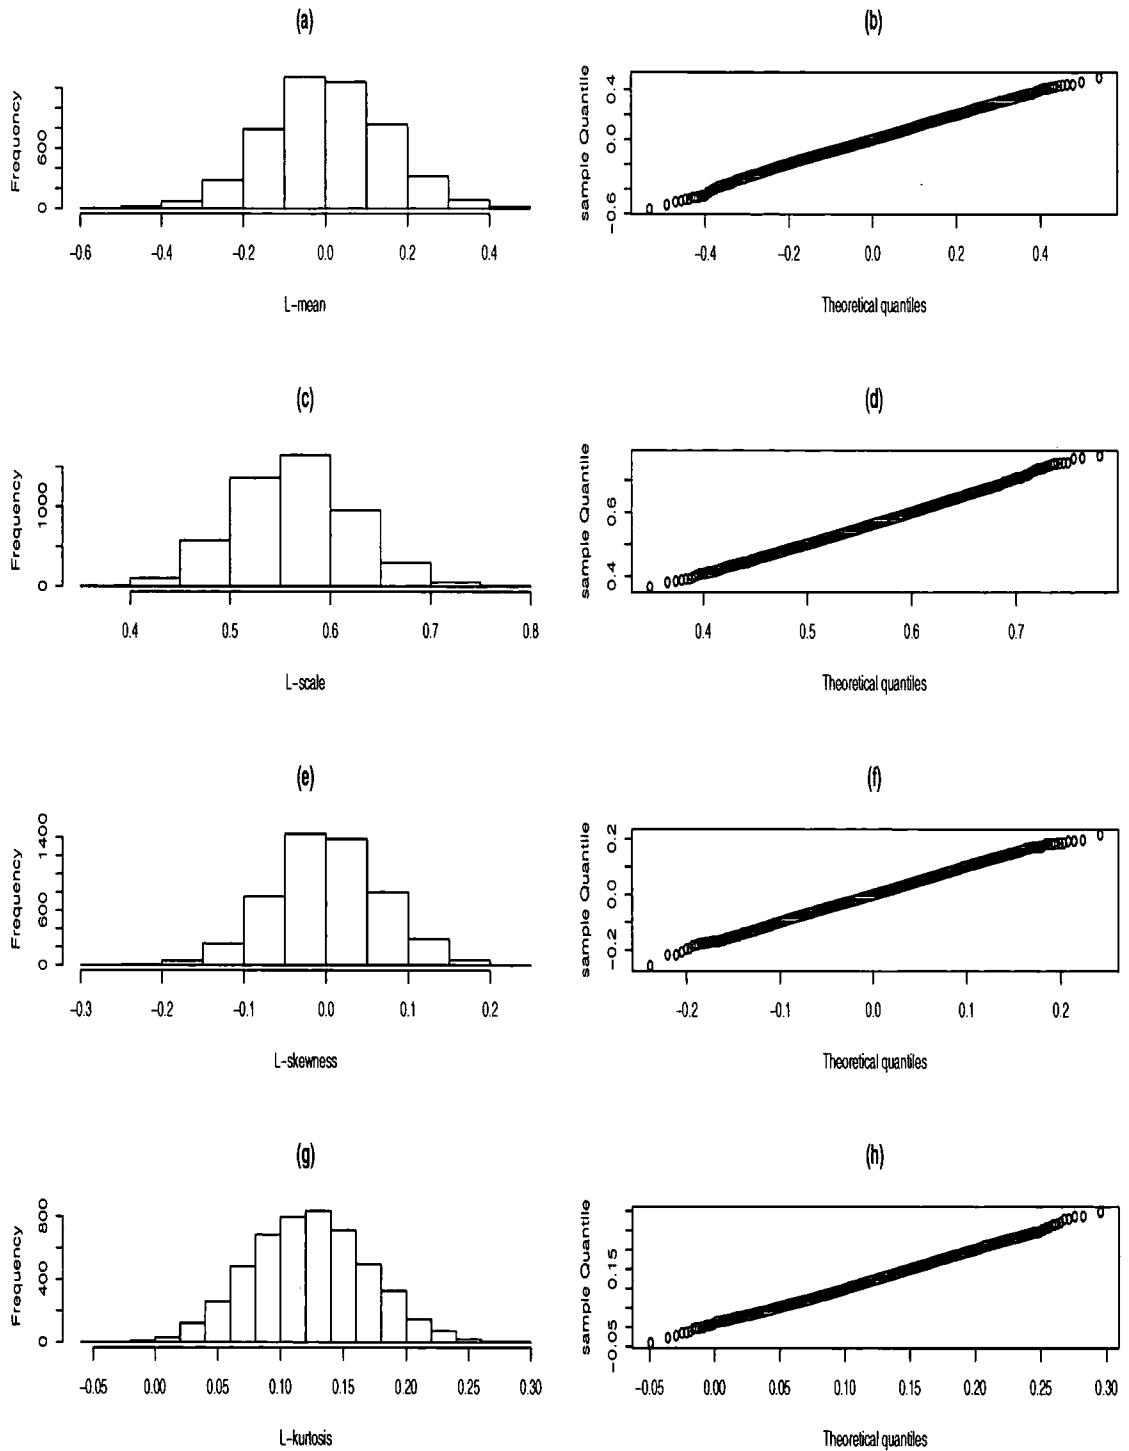 (a)
Frequency
0 600
-0.6 -0.4 -0.2 0.0 0.2 0.4
L-mean
(b)
sample Quantile
-0.6 0.0 0.4
-0.4 -0.2 0.0 0.2 0.4
Theoretical quantiles
(c)
Frequency
0 1000
0.4 0.5 0.6 0.7 0.8
L-scale
(d)
sample Quantile
0.4 0.6
0.4 0.5 0.6 0.7
Theoretical quantiles
(e)
Frequency
0 600 1400
-0.3 -0.2 -0.1 0.0 0.1 0.2
L-skewness
(f)
sample Quantile
-0.2 0.0 0.2
-0.2 -0.1 0.0 0.1 0.2
Theoretical quantiles
(g)
Frequency
0 400 800
-0.05 0.00 0.05 0.10 0.15 0.20 0.25 0.30
L-kurtosis
(h)
sample Quantile
-0.05 0.15
-0.05 0.00 0.05 0.10 0.15 0.20 0.25 0.30
Theoretical quantiles